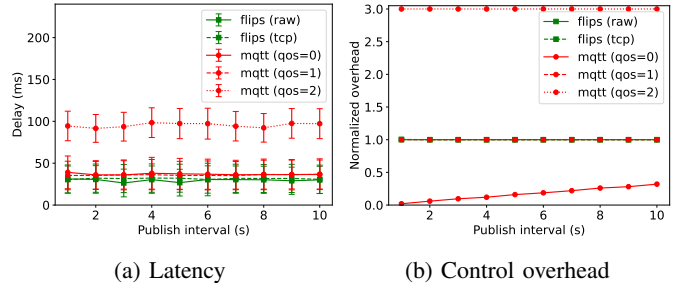 flips (raw)
flips (tcp)
mqtt (qos=0)
mqtt (qos=1)
mqtt (qos=2)
200
150
100
50
0
Delay (ms)
2 4 6 8 10
Publish interval (s)
(a) Latency
flips (raw)
flips (tcp)
mqtt (qos=0)
mqtt (qos=1)
mqtt (qos=2)
3.0
2.5
2.0
1.5
1.0
0.5
0.0
Normalized overhead
2 4 6 8 10
Publish interval (s)
(b) Control overhead